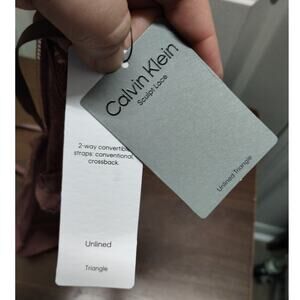 Calvin Klein
Sculpt Lace
Unlined Triangle
2-way convertible
straps: conventional,
crossback.
Unlined
Triangle